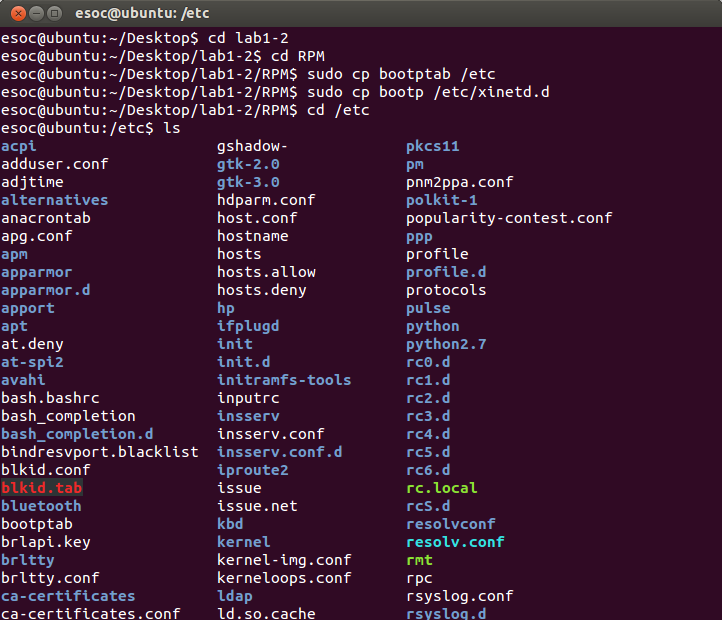 esoc@ubuntu: /etc
esoc@ubuntu:~/Desktop$ cd lab1-2
esoc@ubuntu:~/Desktop/lab1-2$ cd RPM
esoc@ubuntu:~/Desktop/lab1-2/RPM$ sudo cp bootptab /etc
esoc@ubuntu:~/Desktop/lab1-2/RPM$ sudo cp bootp /etc/xinetd.d
esoc@ubuntu:~/Desktop/lab1-2/RPM$ cd /etc
esoc@ubuntu:/etc$ ls
acpi gshadow- pkcs11
adduser.conf gtk-2.0 pm
adjtime gtk-3.0 pnm2ppa.conf
alternatives hdparm.conf polkit-1
anacrontab host.conf popularity-contest.conf
apg.conf hostname ppp
apm hosts profile
apparmor hosts.allow profile.d
apparmor.d hosts.deny protocols
apport hp pulse
apt ifplugd python
at.deny init python2.7
at-spi2 init.d rc0.d
avahi initramfs-tools rc1.d
bash.bashrc inputrc rc2.d
bash_completion insserv rc3.d
bash_completion.d insserv.conf rc4.d
bindresvport.blacklist insserv.conf.d rc5.d
blkid.conf iproute2 rc6.d
blkid.tab issue rc.local
bluetooth issue.net rcS.d
bootptab kbd resolvconf
brlapi.key kernel resolv.conf
brltty kernel-img.conf rmt
brltty.conf kerneloops.conf rpc
ca-certificates ldap rsyslog.conf
ca-certificates.conf ld.so.cache rsyslog.d